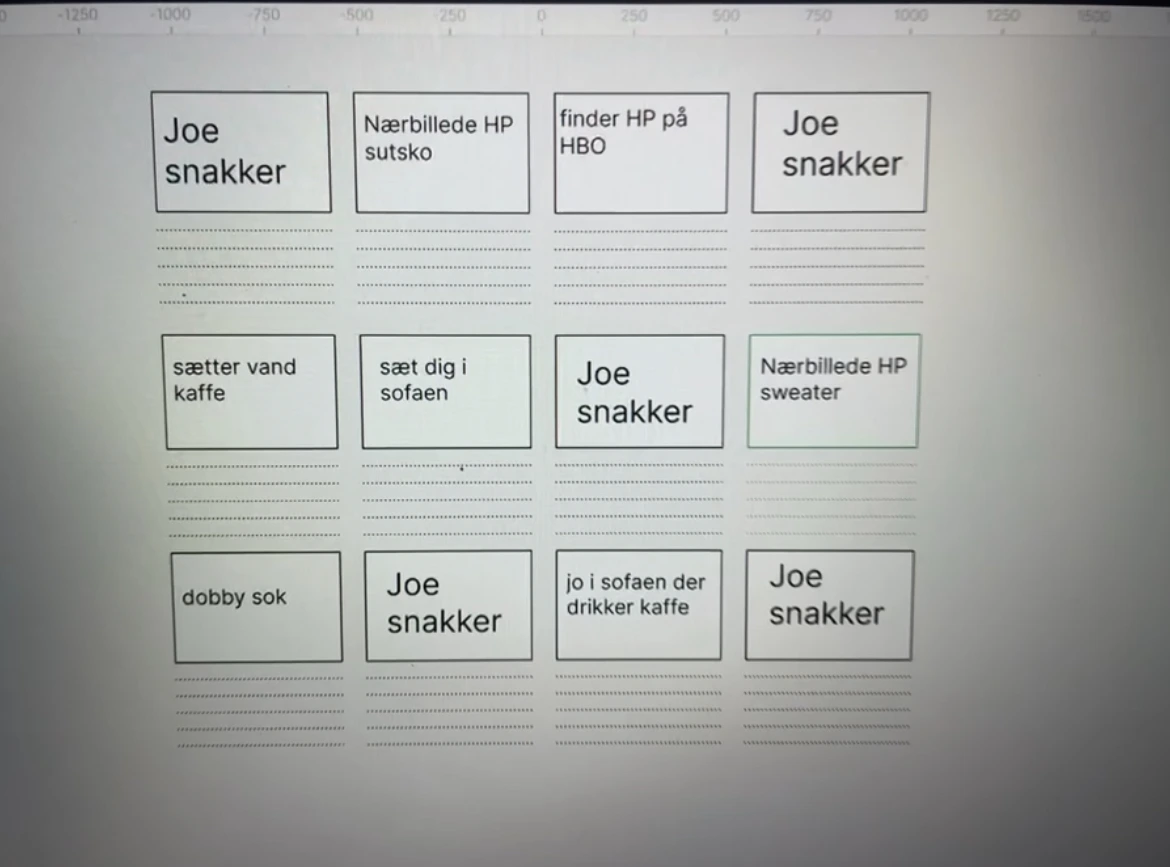 -1250 -1000 -750 -500 -250 0 250 500 750 1000 1250 1500
Joe
snakker
Nærbillede HP
sutsko
finder HP på
HBO
Joe
snakker
sætter vand
kaffe
sæt dig i
sofaen
Joe
snakker
Nærbillede HP
sweater
dobby sok
Joe
snakker
jo i sofaen der
drikker kaffe
Joe
snakker